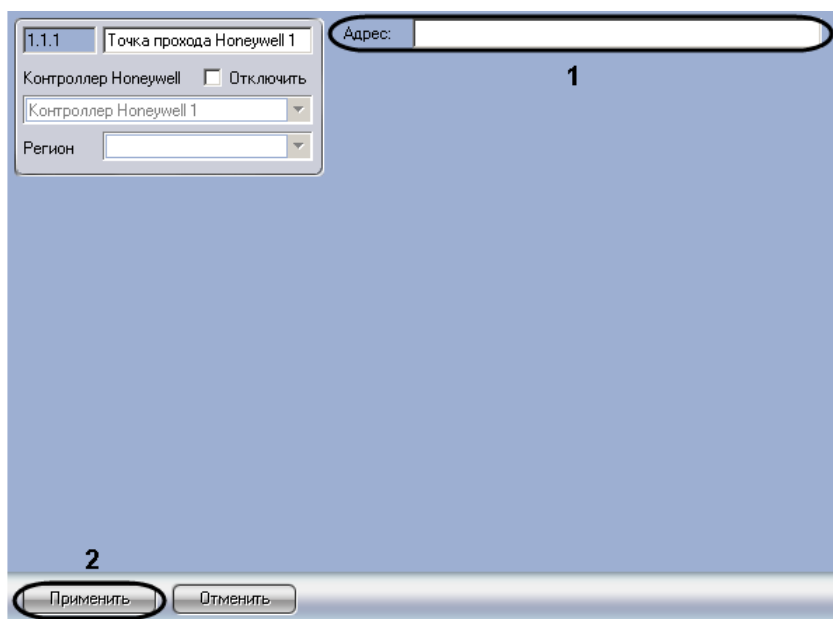 1.1.1 Точка прохода Honeywell 1
Контроллер Honeywell Отключить
Контроллер Honeywell 1
Регион
Адрес:
1
2
Применить Отменить